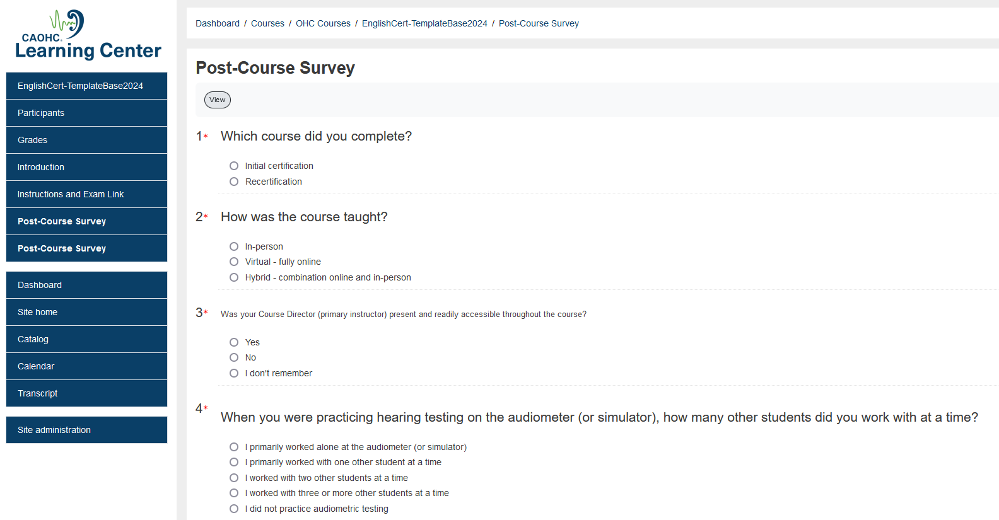 CAOHC
Learning Center
EnglishCert-TemplateBase2024
Participants
Grades
Introduction
Instructions and Exam Link
Post-Course Survey
Post-Course Survey
Dashboard
Site home
Catalog
Calendar
Transcript
Site administration
Dashboard / Courses / OHC Courses / EnglishCert-TemplateBase2024 / Post-Course Survey
Post-Course Survey
View
1* Which course did you complete?
Initial certification
Recertification
2* How was the course taught?
In-person
Virtual - fully online
Hybrid - combination online and in-person
3* Was your Course Director (primary instructor) present and readily accessible throughout the course?
Yes
No
I don't remember
4* When you were practicing hearing testing on the audiometer (or simulator), how many other students did you work with at a time?
I primarily worked alone at the audiometer (or simulator)
I primarily worked with one other student at a time
I worked with two other students at a time
I worked with three or more other students at a time
I did not practice audiometric testing